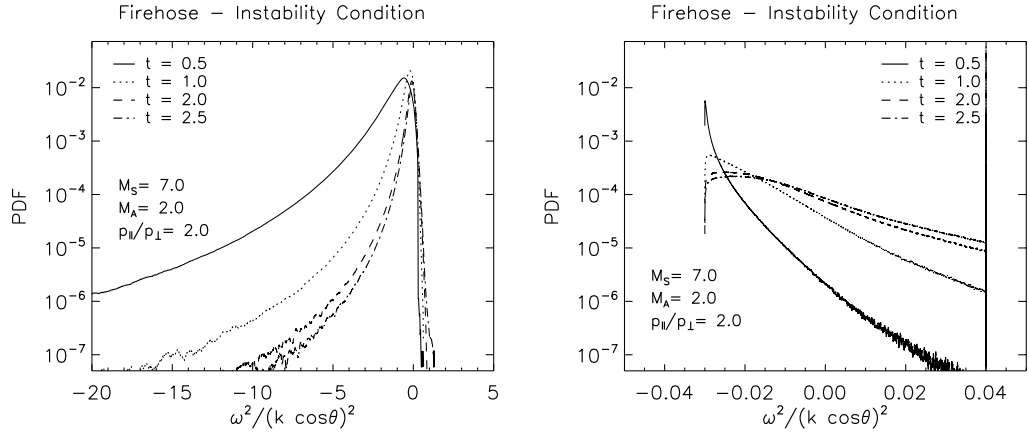 Firehose − Instability Condition
t = 0.5
t = 1.0
t = 2.0
t = 2.5
M_S= 7.0
M_A= 2.0
p_∥/p_⊥= 2.0
PDF
10^-2
10^-3
10^-4
10^-5
10^-6
10^-7
−20 −15 −10 −5 0 5
ω²/(k cosθ)²
Firehose − Instability Condition
t = 0.5
t = 1.0
t = 2.0
t = 2.5
M_S= 7.0
M_A= 2.0
p_∥/p_⊥= 2.0
PDF
10^-2
10^-3
10^-4
10^-5
10^-6
10^-7
−0.04 −0.02 0.00 0.02 0.04
ω²/(k cosθ)²